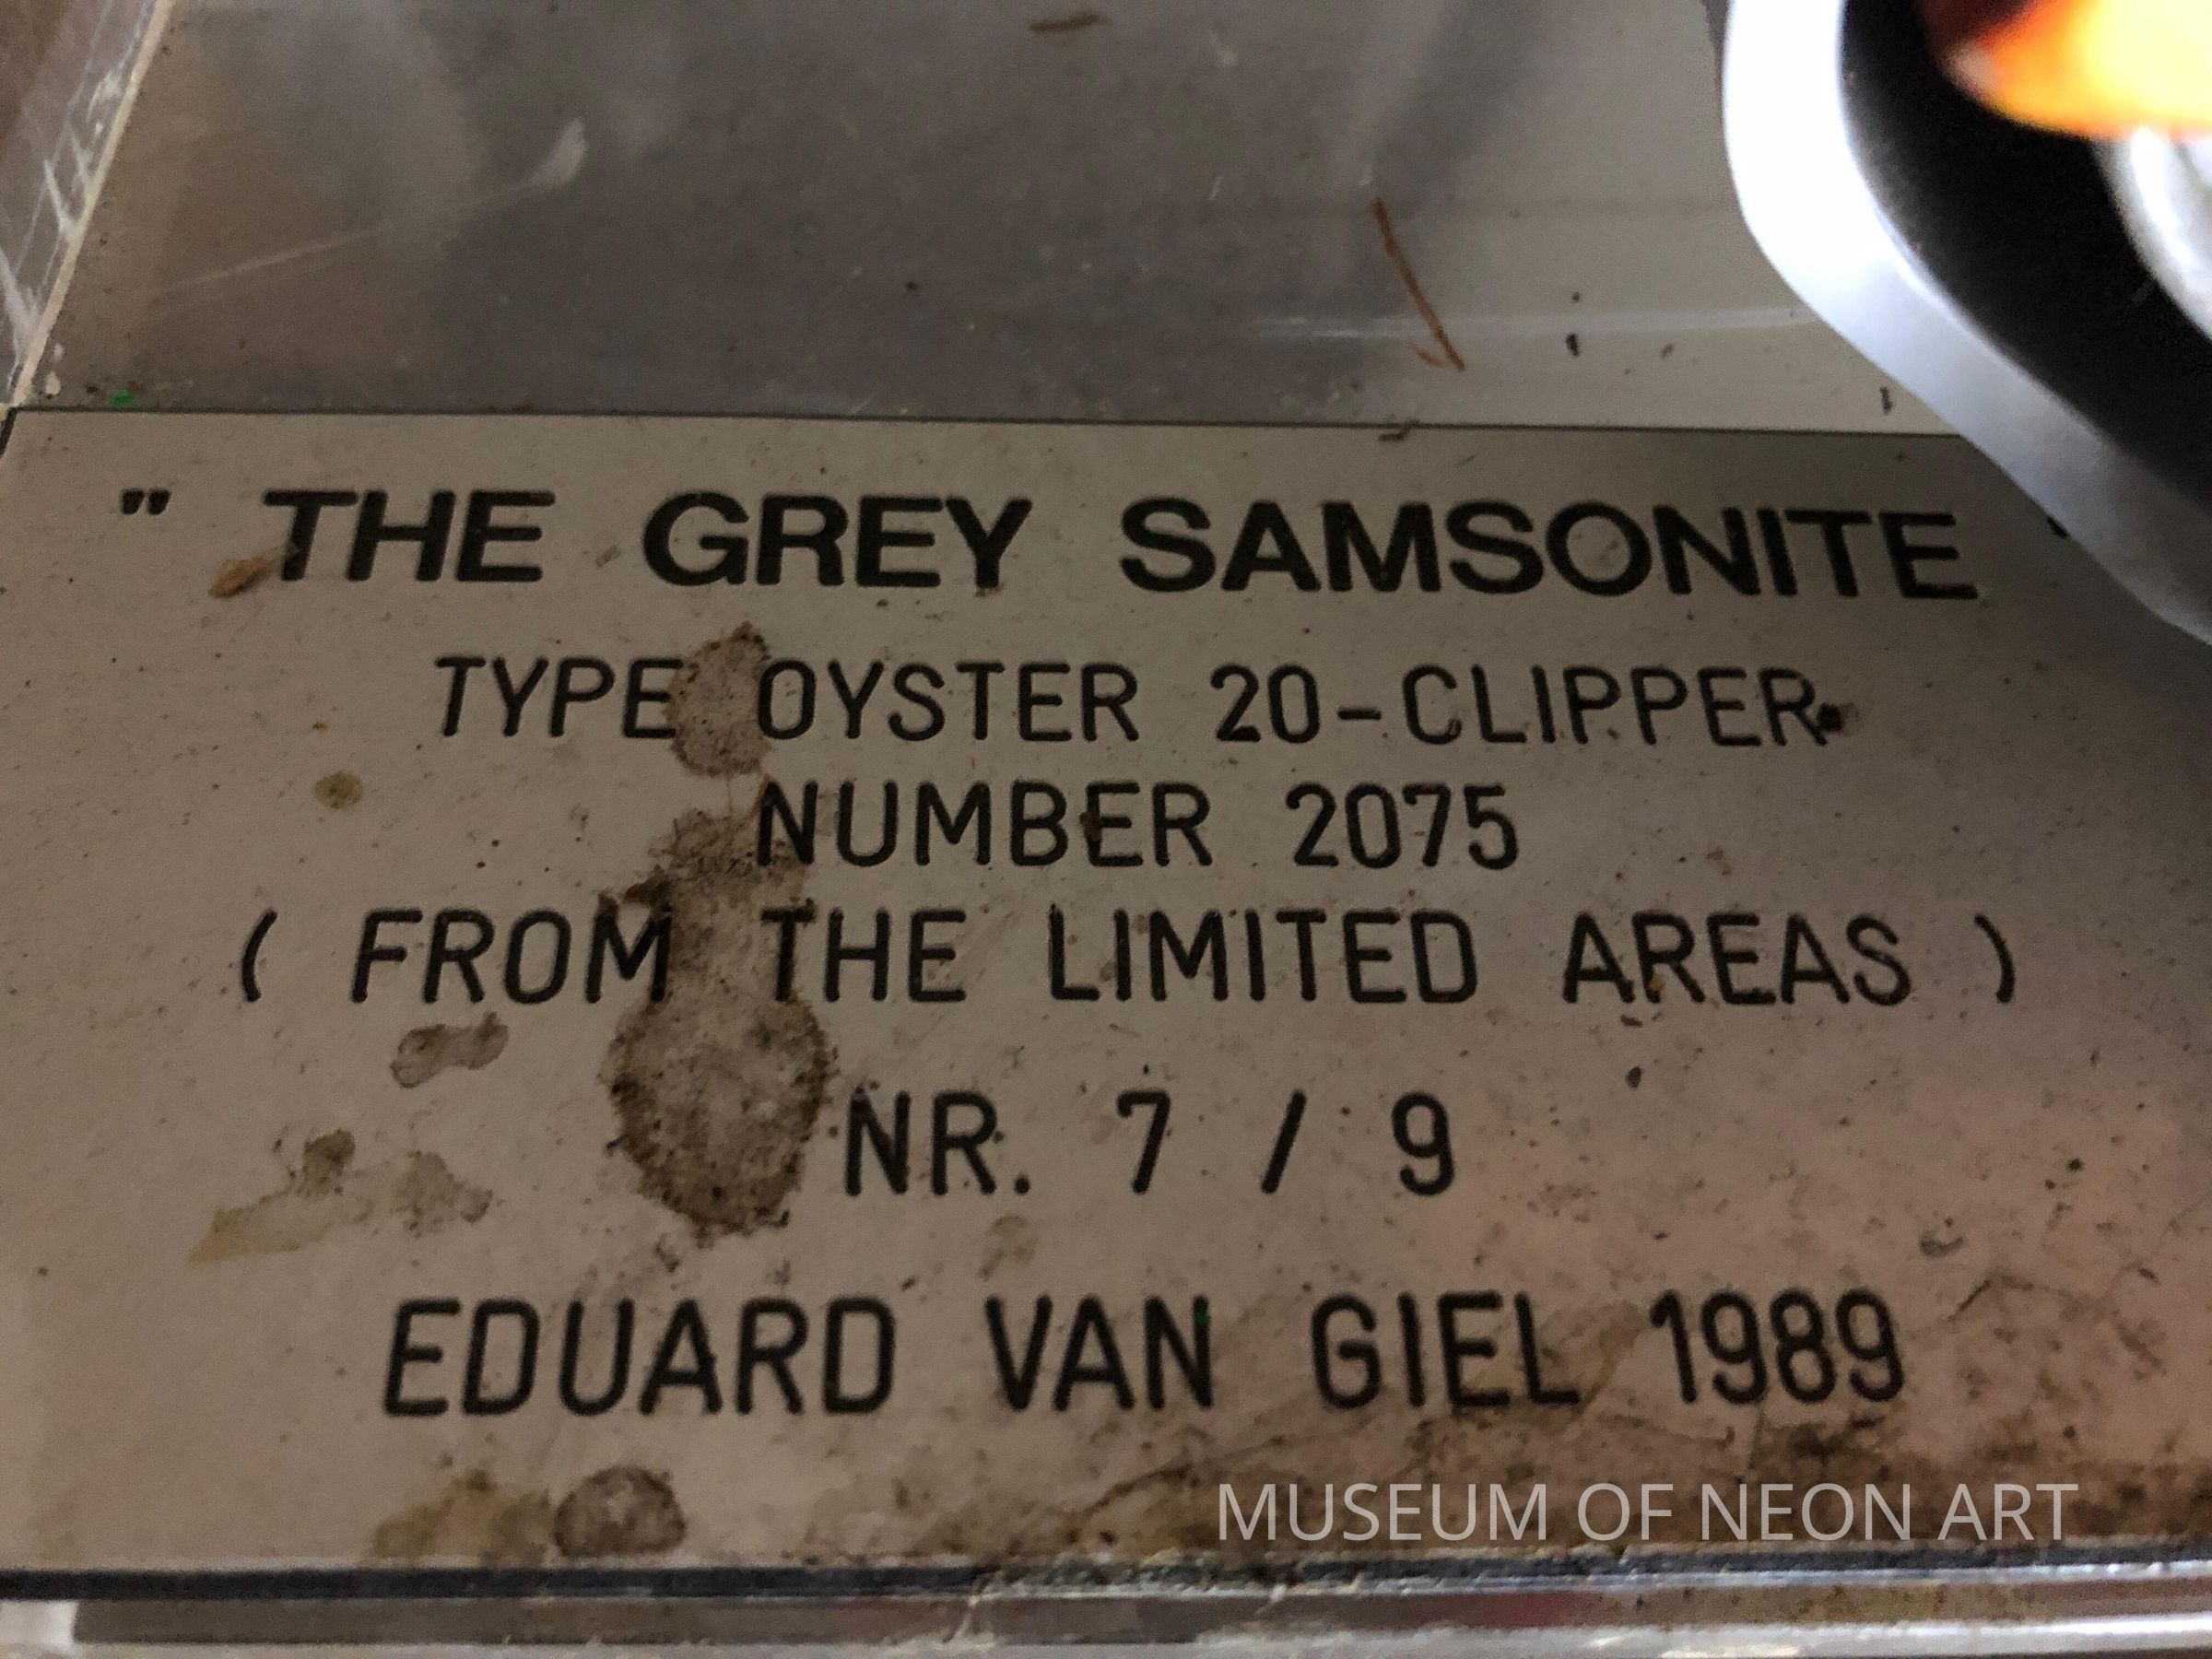 " THE GREY SAMSONITE "
TYPE OYSTER 20-CLIPPER
NUMBER 2075
( FROM THE LIMITED AREAS )
NR. 7 / 9
EDUARD VAN GIEL 1989
MUSEUM OF NEON ART